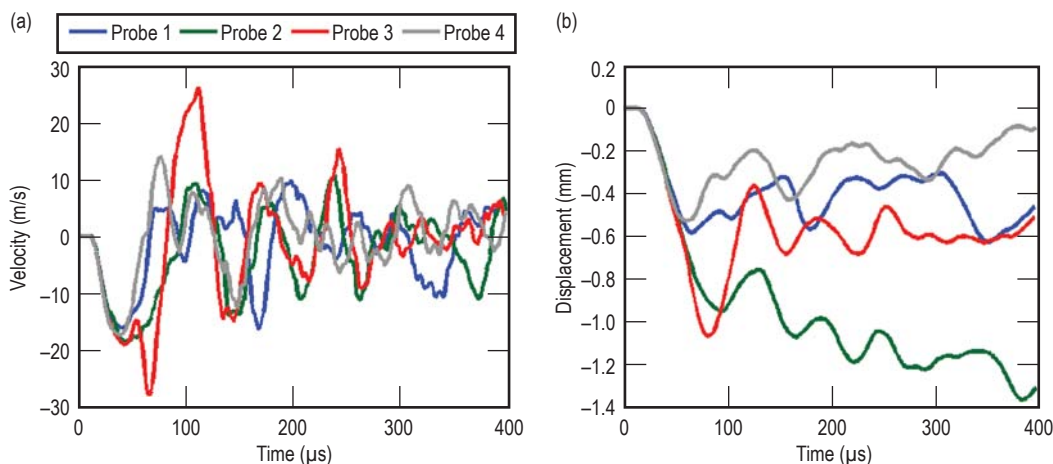 (a)
Probe 1 Probe 2 Probe 3 Probe 4
30
20
10
0
–10
–20
–30
Velocity (m/s)
0 100 200 300 400
Time (µs)
(b)
0.2
0
–0.2
–0.4
–0.6
–0.8
–1.0
–1.2
–1.4
Displacement (mm)
0 100 200 300 400
Time (µs)